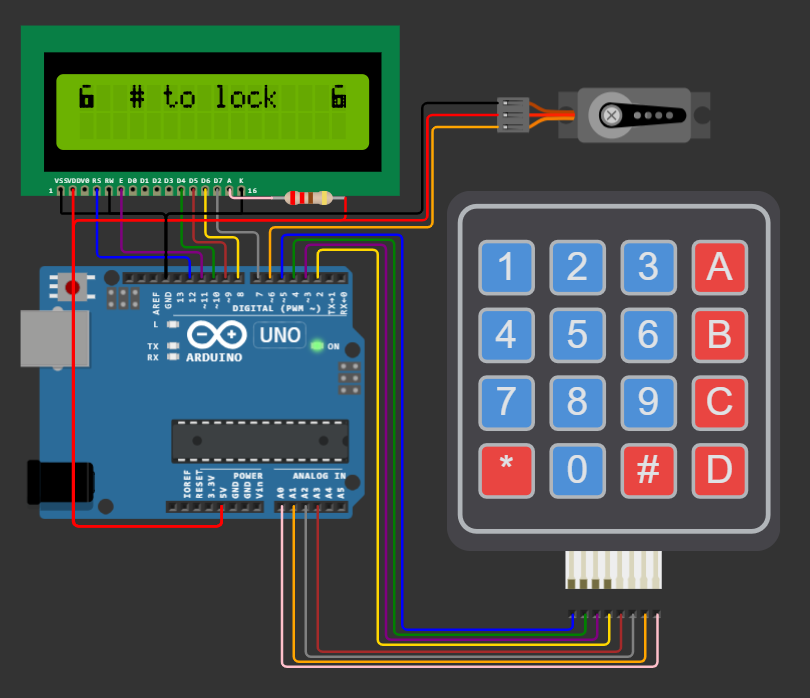 # to lock
VSS VDD V0 RS RW E D0 D1 D2 D3 D4 D5 D6 D7 A K
1 16
1 2 3 A
4 5 6 B
7 8 9 C
* 0 # D
AREF GND 13 12 ~11 ~10 ~9 8 7 ~6 ~5 4 ~3 2 TX→1 RX←0
DIGITAL (PWM ~)
L
TX
RX
UNO
ON
ARDUINO
IOREF RESET 3.3V 5V GND GND Vin A0 A1 A2 A3 A4 A5
POWER ANALOG IN